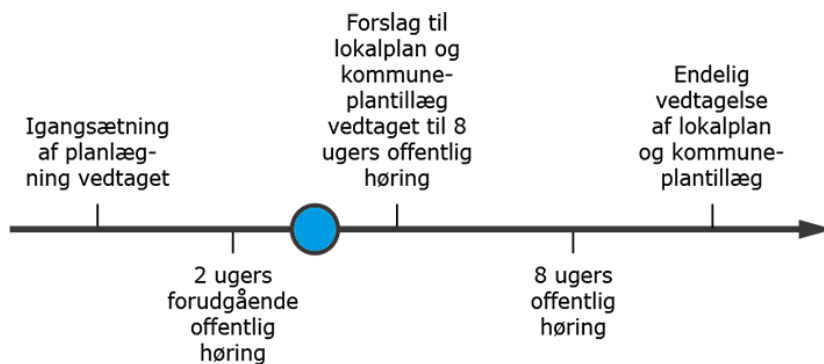 Igangsætning
af planlæg-
ning vedtaget
2 ugers
forudgående
offentlig
høring
Forslag til
lokalplan og
kommune-
plantillæg
vedtaget til 8
ugers offentlig
høring
8 ugers
offentlig
høring
Endelig
vedtagelse
af lokalplan
og kommune-
plantillæg